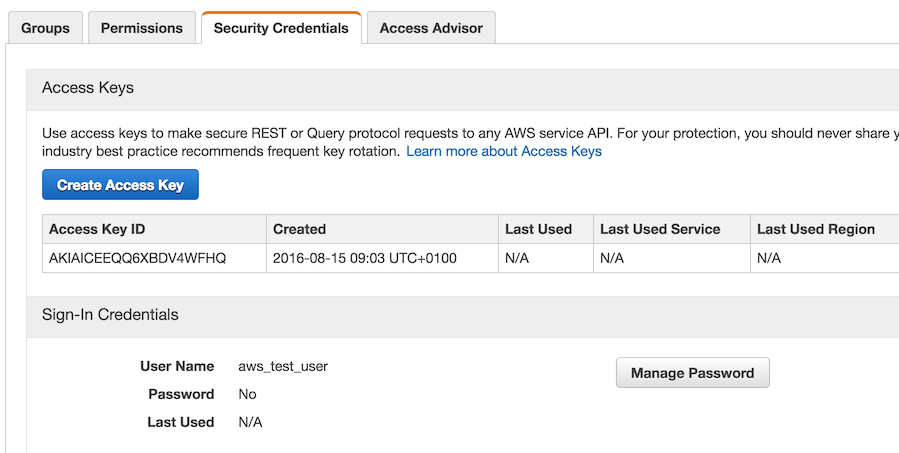 Groups Permissions Security Credentials Access Advisor
Access Keys
Use access keys to make secure REST or Query protocol requests to any AWS service API. For your protection, you should never share
industry best practice recommends frequent key rotation. Learn more about Access Keys
Create Access Key
Access Key ID Created Last Used Last Used Service Last Used Region
AKIAICEEQQ6XBDV4WFHQ 2016-08-15 09:03 UTC+0100 N/A N/A N/A
Sign-In Credentials
User Name aws_test_user
Manage Password
Password No
Last Used N/A